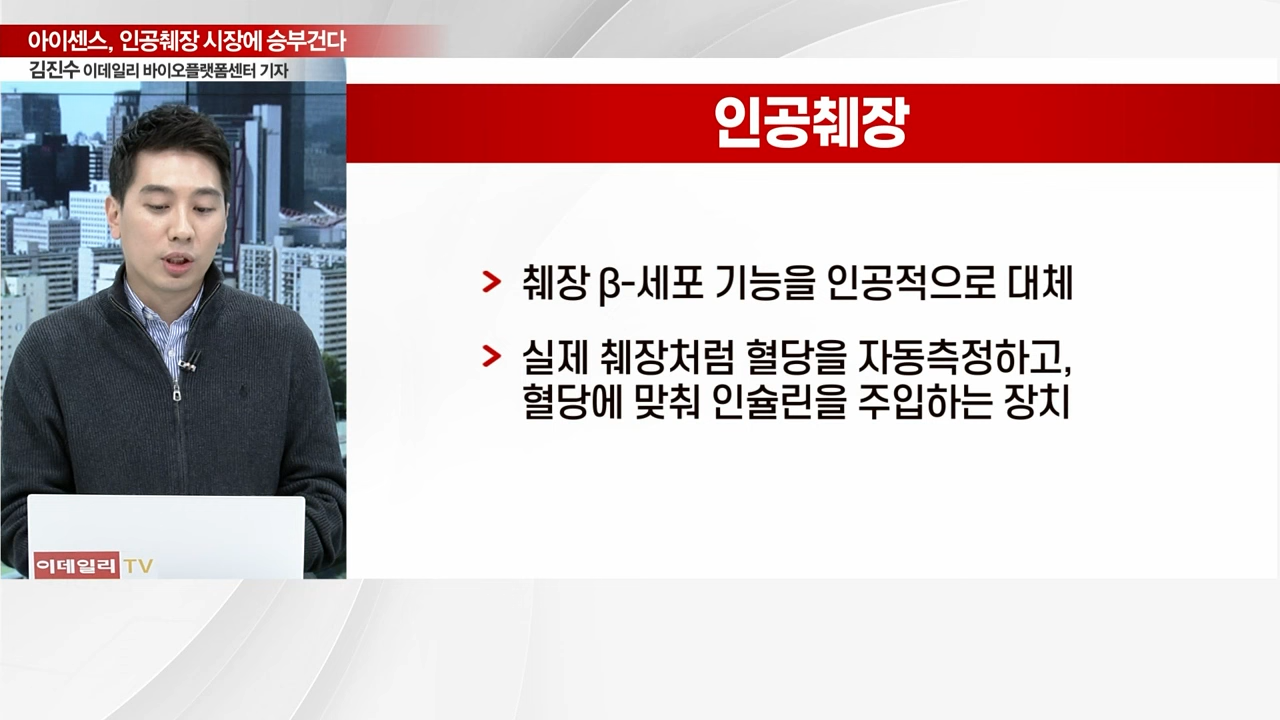 아이센스, 인공췌장 시장에 승부건다
김진수 이데일리 바이오플랫폼센터 기자
인공췌장
췌장 β-세포 기능을 인공적으로 대체
실제 췌장처럼 혈당을 자동측정하고,
혈당에 맞춰 인슐린을 주입하는 장치
이데일리 TV